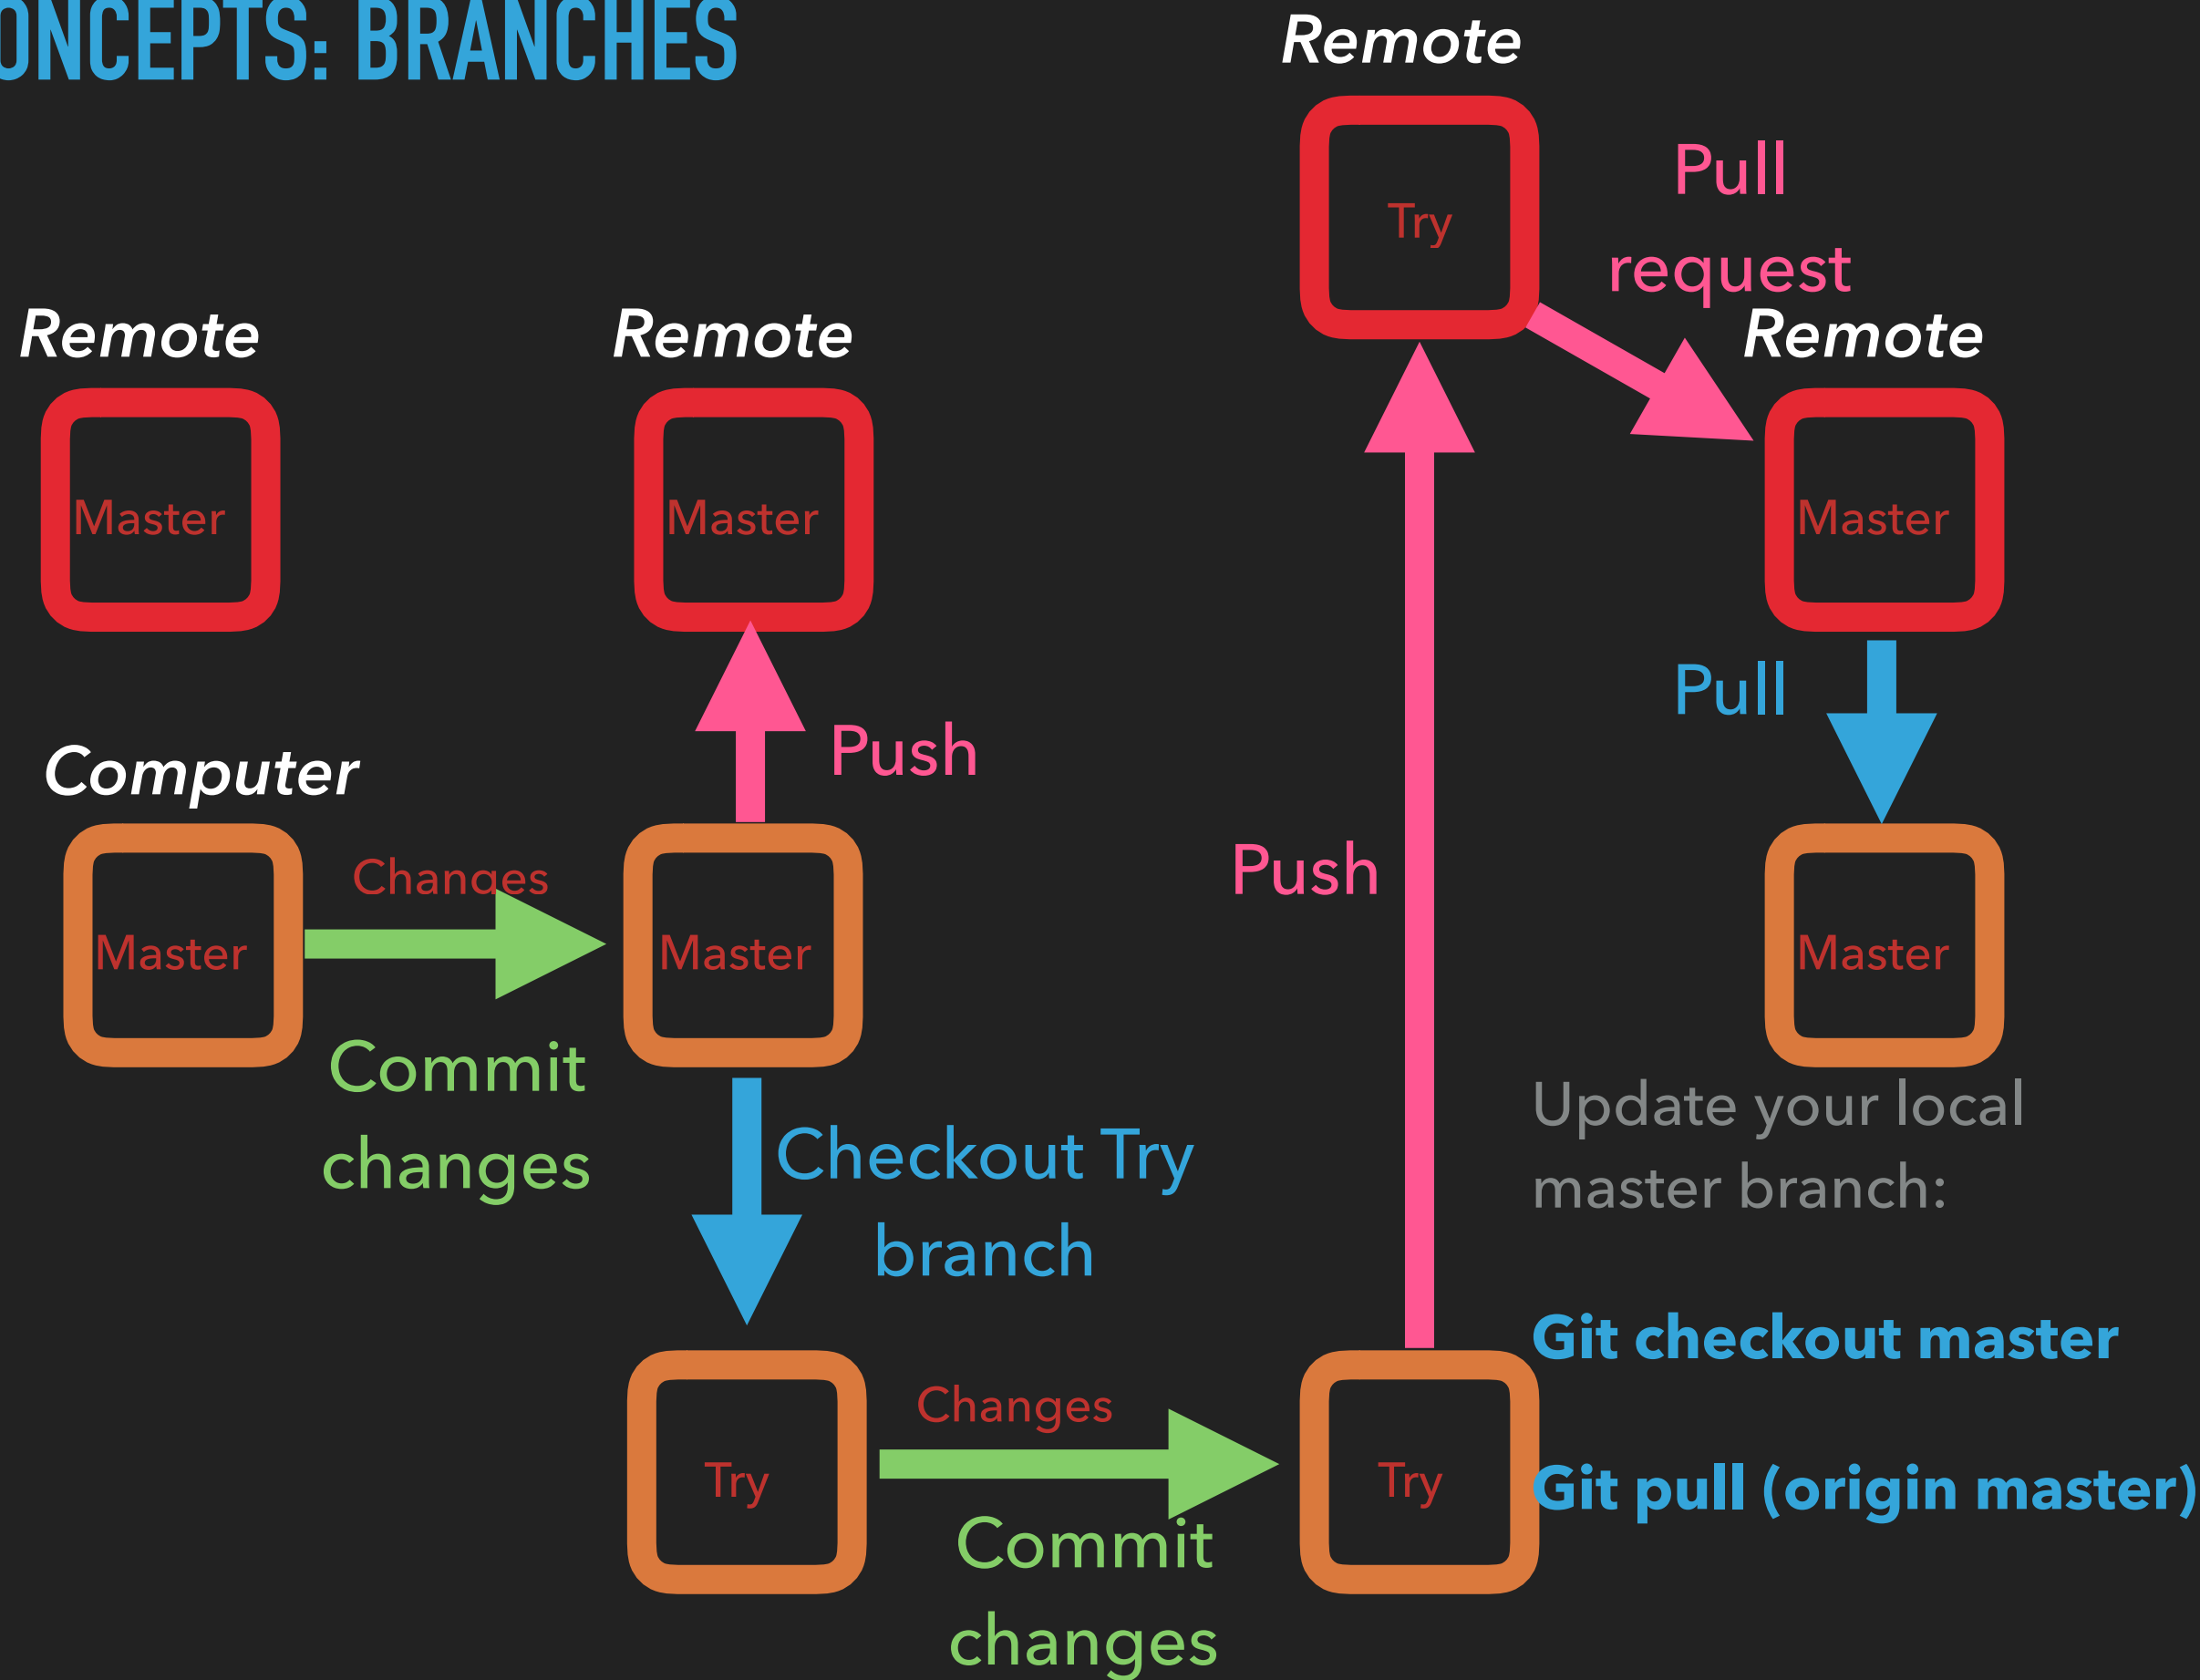 ONCEPTS: BRANCHES
Remote
Try
Pull
request
Remote
Master
Remote
Master
Remote
Master
Pull
Push
Push
Computer
Master
Changes
Commit
changes
Master
Master
Checkout Try
branch
Update your local
master branch:
Git checkout master
Git pull (origin master)
Try
Changes
Commit
changes
Try